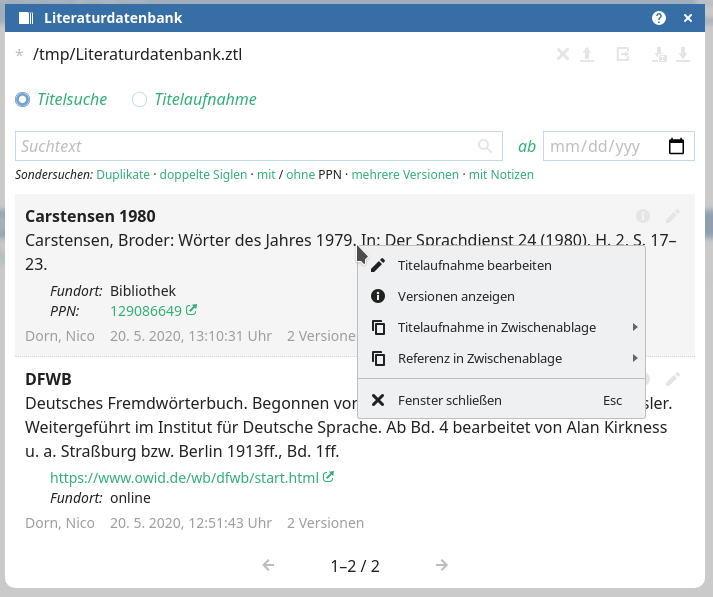 Literaturdatenbank
* /tmp/Literaturdatenbank.ztl
Titelsuche Titelaufnahme
Suchtext ab mm/dd/yyy
Sondersuchen: Duplikate · doppelte Siglen · mit / ohne PPN · mehrere Versionen · mit Notizen
Carstensen 1980
Carstensen, Broder: Wörter des Jahres 1979. In: Der Sprachdienst 24 (1980), H. 2, S. 17–
23.
Fundort: Bibliothek
PPN: 129086649
Dorn, Nico 20. 5. 2020, 13:10:31 Uhr 2 Versione
Titelaufnahme bearbeiten
Versionen anzeigen
Titelaufnahme in Zwischenablage
Referenz in Zwischenablage
Fenster schließen Esc
DFWB
Deutsches Fremdwörterbuch. Begonnen von sler.
Weitergeführt im Institut für Deutsche Sprache. Ab Bd. 4 bearbeitet von Alan Kirkness
u. a. Straßburg bzw. Berlin 1913ff., Bd. 1ff.
https://www.owid.de/wb/dfwb/start.html
Fundort: online
Dorn, Nico 20. 5. 2020, 12:51:43 Uhr 2 Versionen
1–2 / 2